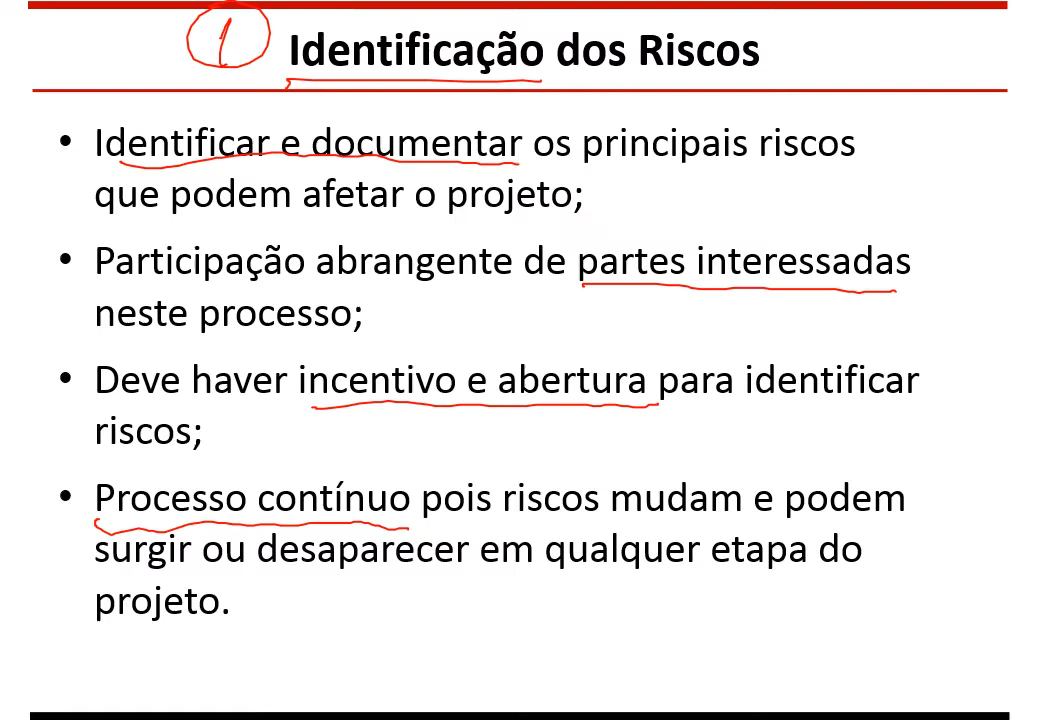 1 Identificação dos Riscos
• Identificar e documentar os principais riscos
que podem afetar o projeto;
• Participação abrangente de partes interessadas
neste processo;
• Deve haver incentivo e abertura para identificar
riscos;
• Processo contínuo pois riscos mudam e podem
surgir ou desaparecer em qualquer etapa do
projeto.